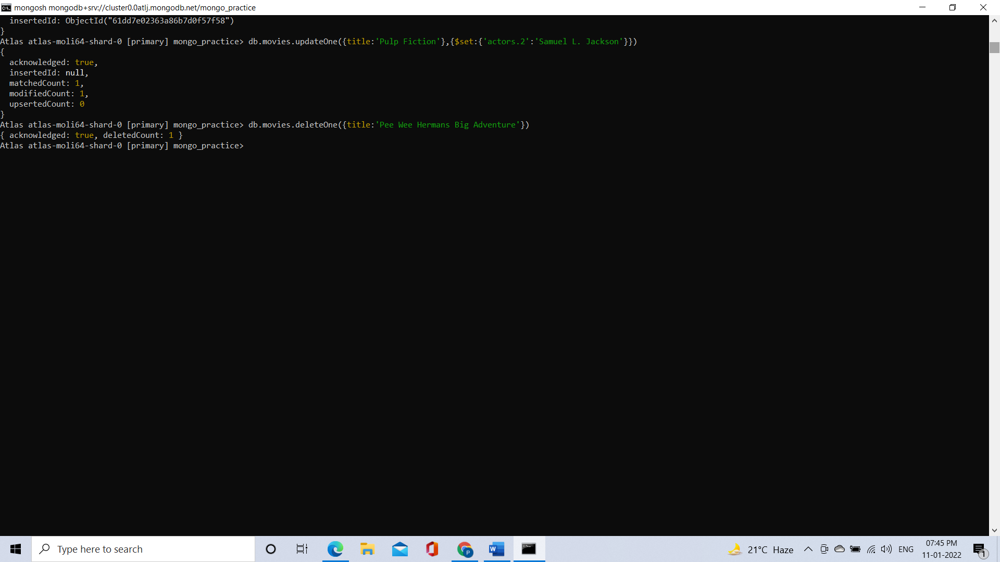 mongosh mongodb+srv://cluster0.0atlj.mongodb.net/mongo_practice
  insertedId: ObjectId("61dd7e02363a86b7d0f57f58")
}
Atlas atlas-moli64-shard-0 [primary] mongo_practice> db.movies.updateOne({title:'Pulp Fiction'},{$set:{'actors.2':'Samuel L. Jackson'}})
{
  acknowledged: true,
  insertedId: null,
  matchedCount: 1,
  modifiedCount: 1,
  upsertedCount: 0
}
Atlas atlas-moli64-shard-0 [primary] mongo_practice> db.movies.deleteOne({title:'Pee Wee Hermans Big Adventure'})
{ acknowledged: true, deletedCount: 1 }
Atlas atlas-moli64-shard-0 [primary] mongo_practice>
Type here to search
21°C Haze
ENG
07:45 PM
11-01-2022
1